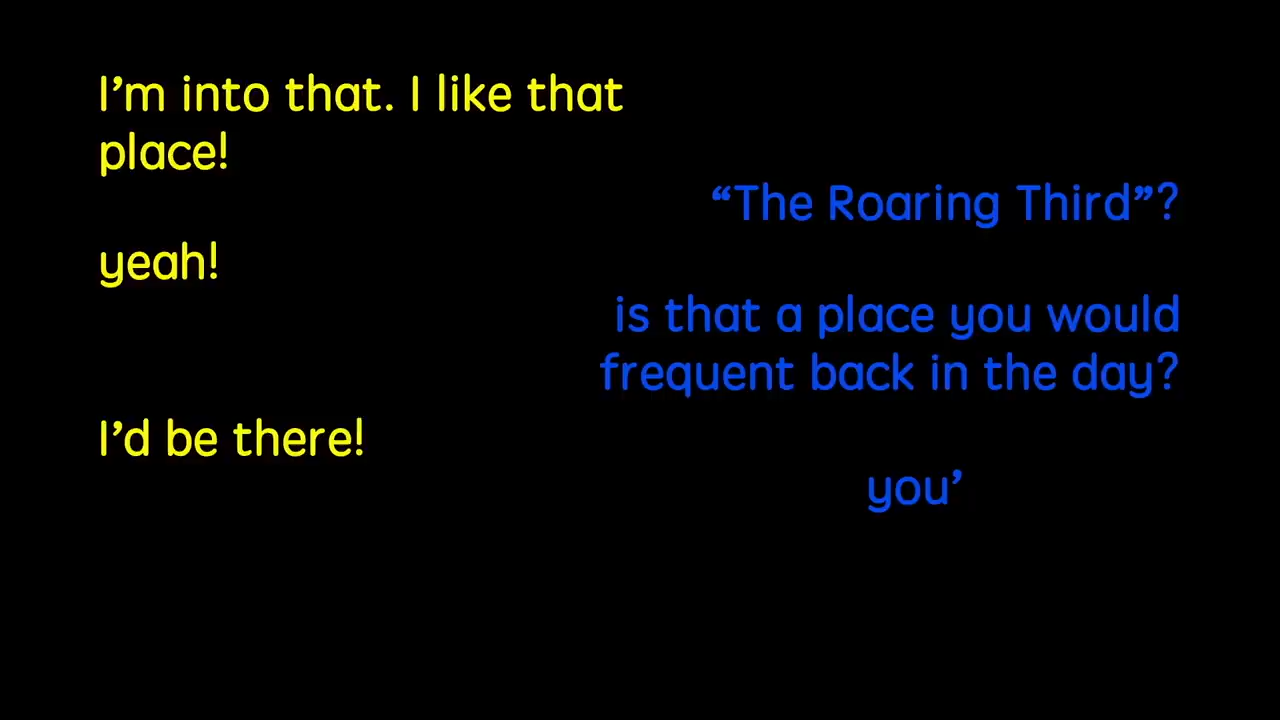 I’m into that. I like that
place!
“The Roaring Third”?
yeah!
is that a place you would
frequent back in the day?
I’d be there!
you’